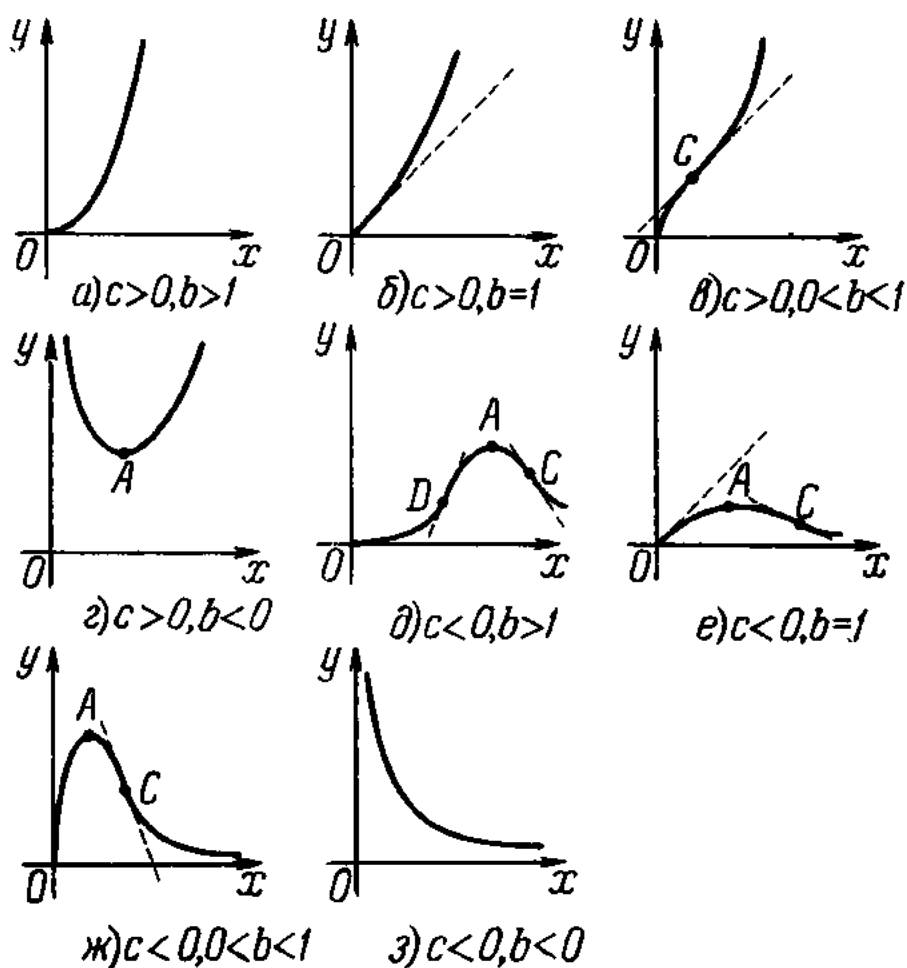 y y y
C
0 x 0 x 0 x
а) c>0, b>1 б) c>0, b=1 в) c>0, 0<b<1
y y y
A
A D C A C
0 x 0 x 0 x
г) c>0, b<0 д) c<0, b>1 е) c<0, b=1
y y
A
C
0 x 0 x
ж) c<0, 0<b<1 з) c<0, b<0